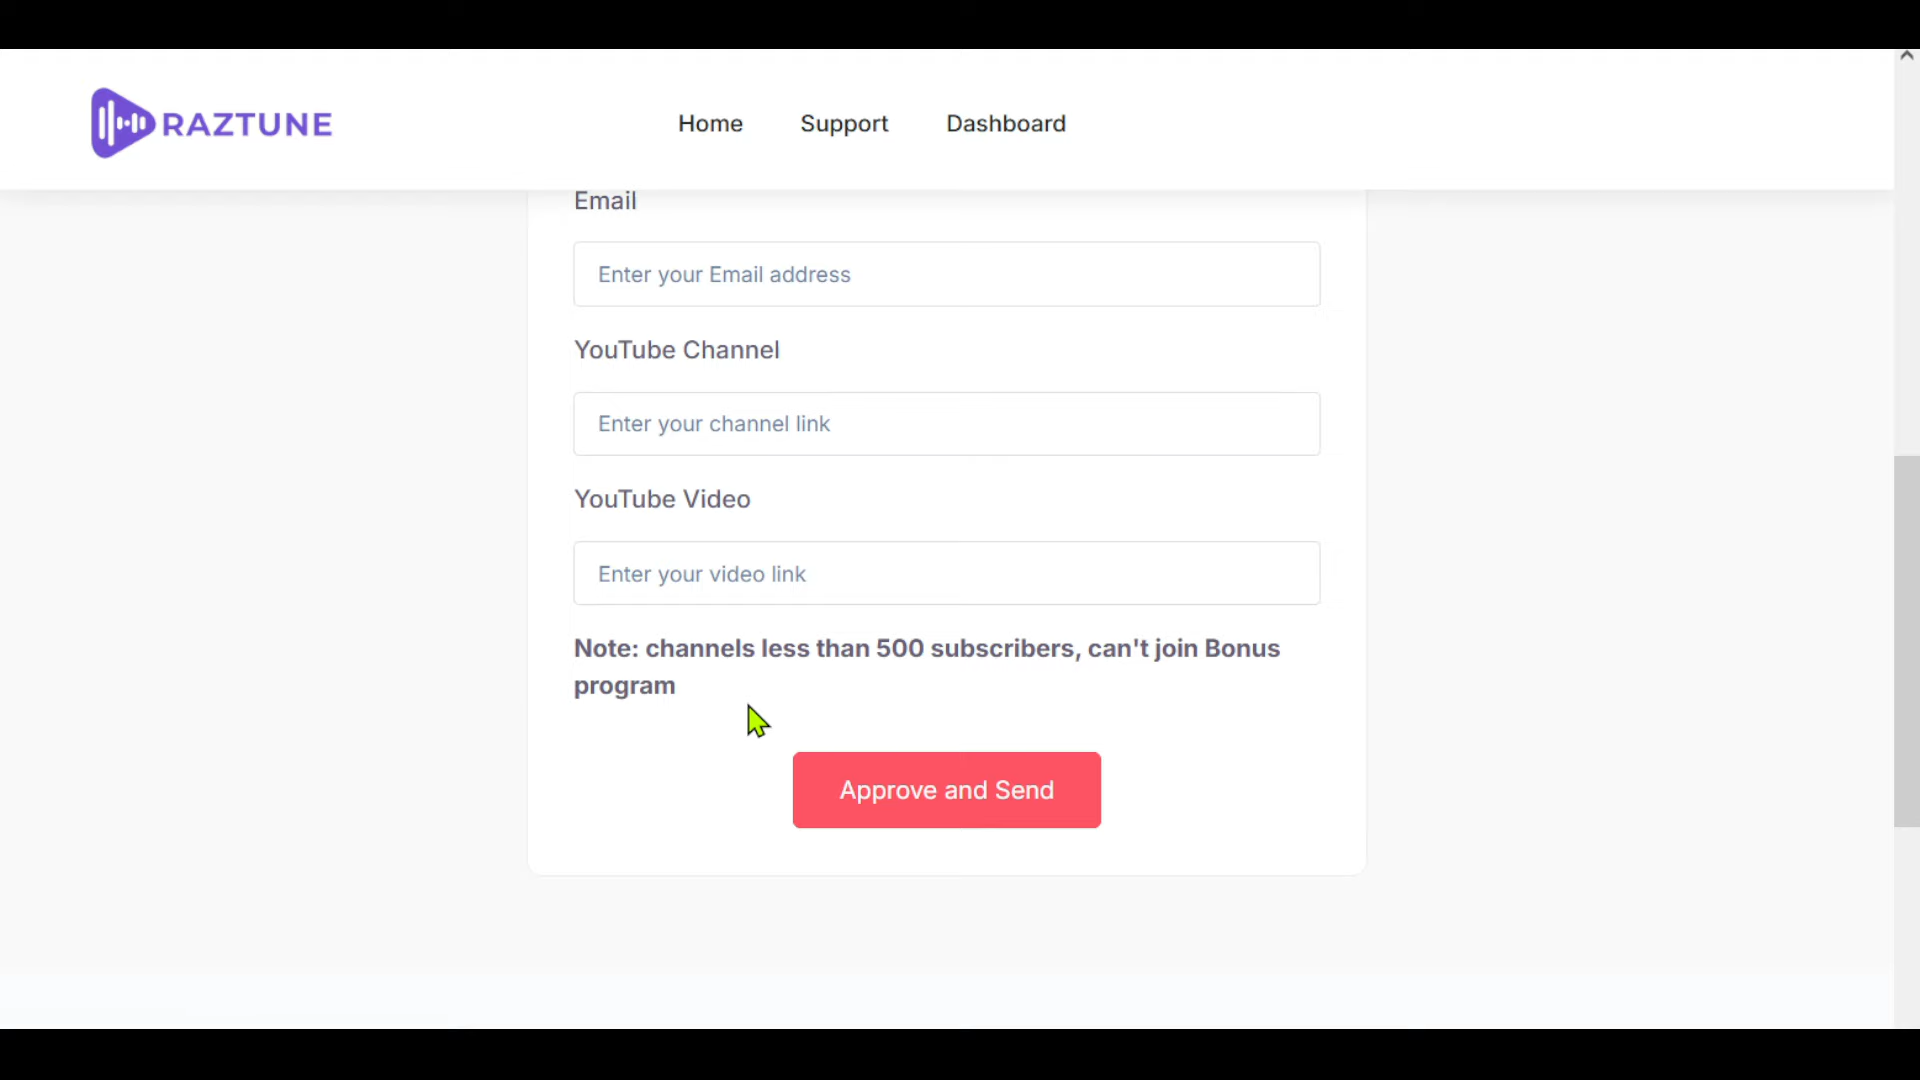 RAZTUNE
Home
Support
Dashboard
Email
Enter your Email address
YouTube Channel
Enter your channel link
YouTube Video
Enter your video link
Note: channels less than 500 subscribers, can't join Bonus
program
Approve and Send